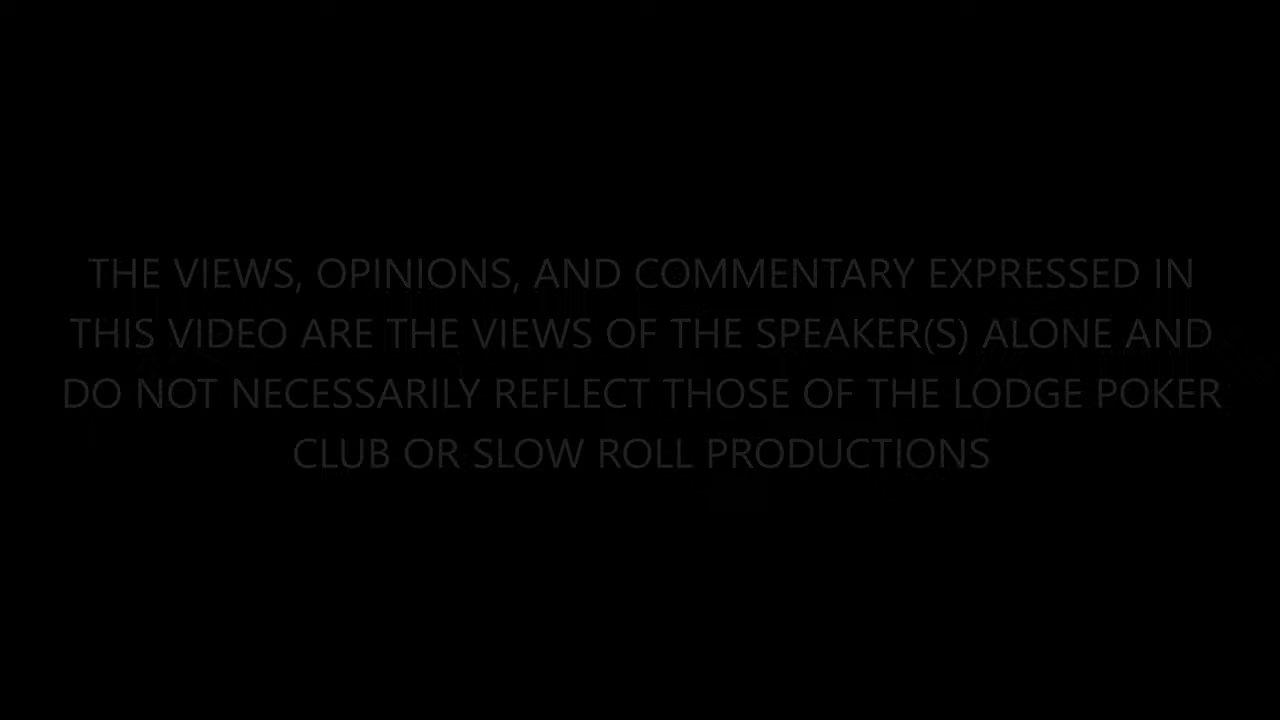 THE VIEWS, OPINIONS, AND COMMENTARY EXPRESSED IN
THIS VIDEO ARE THE VIEWS OF THE SPEAKER(S) ALONE AND
DO NOT NECESSARILY REFLECT THOSE OF THE LODGE POKER
CLUB OR SLOW ROLL PRODUCTIONS